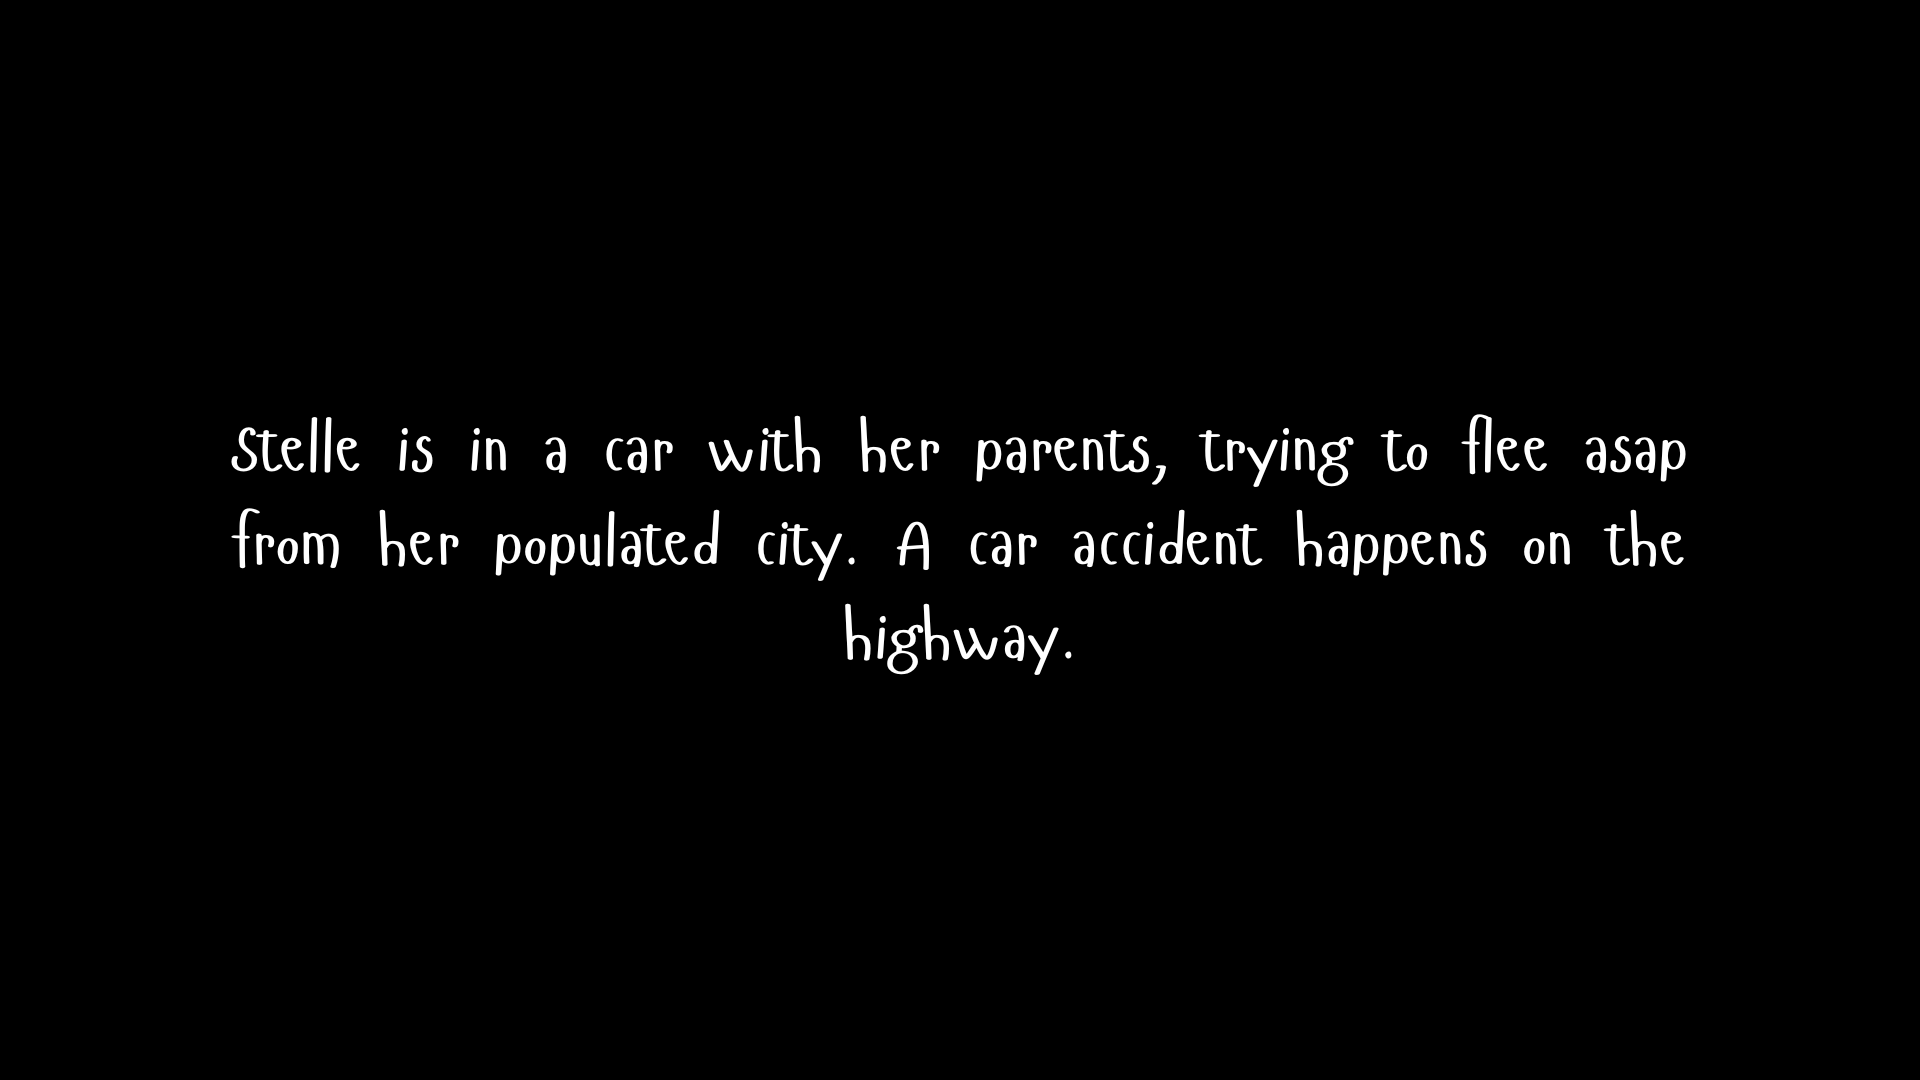 Stelle is in a car with her parents, trying to flee asap
from her populated city. A car accident happens on the
highway.